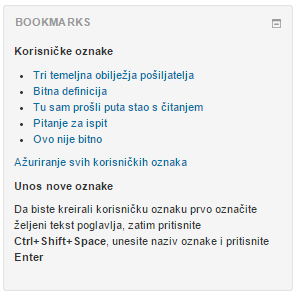 BOOKMARKS
Korisničke oznake
Tri temeljna obilježja pošiljatelja
Bitna definicija
Tu sam prošli puta stao s čitanjem
Pitanje za ispit
Ovo nije bitno
Ažuriranje svih korisničkih oznaka
Unos nove oznake
Da biste kreirali korisničku oznaku prvo označite
željeni tekst poglavlja, zatim pritisnite
Ctrl+Shift+Space, unesite naziv oznake i pritisnite
Enter